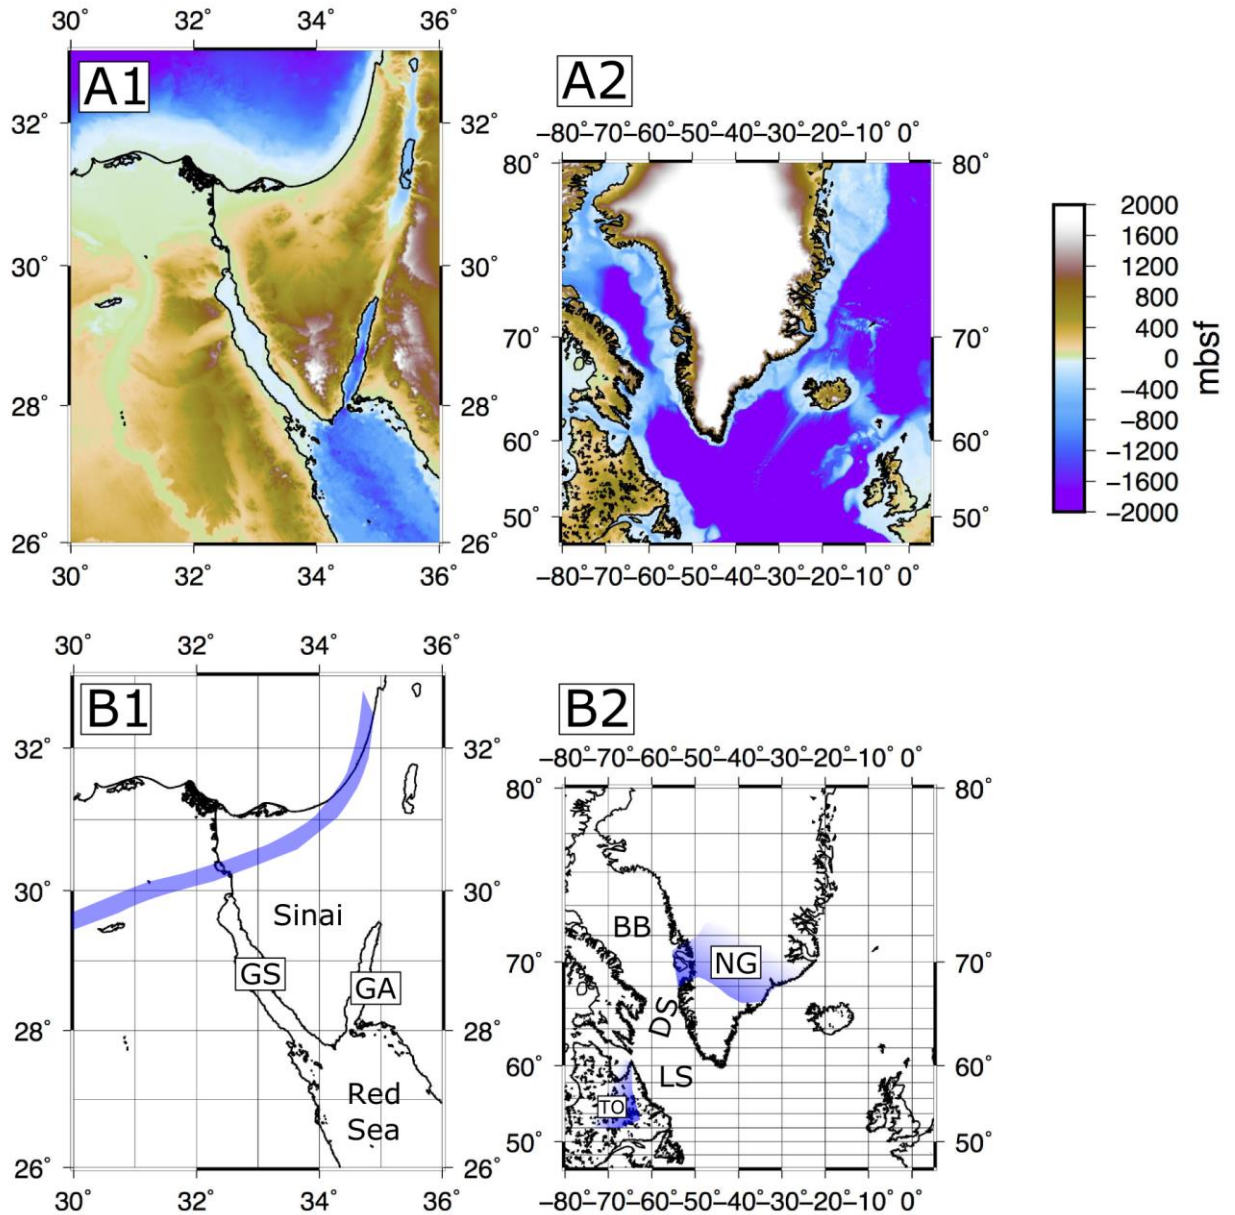 30° 32° 34° 36°
A1
32° 32°
30° 30°
28° 28°
26° 26°
30° 32° 34° 36°
A2
−80−70−60−50−40−30−20−10° 0°
80° 80°
70° 70°
60° 60°
50° 50°
−80−70−60−50−40−30−20−10° 0°
2000
1600
1200
800
400
0
−400
−800
−1200
−1600
−2000
mbsf
30° 32° 34° 36°
B1
32° 32°
30° 30°
Sinai
GS
GA
28° 28°
Red
Sea
26° 26°
30° 32° 34° 36°
B2
−80−70−60−50−40−30−20−10° 0°
80° 80°
BB
NG
70° 70°
DS
LS
60° 60°
TO
50° 50°
−80−70−60−50−40−30−20−10° 0°